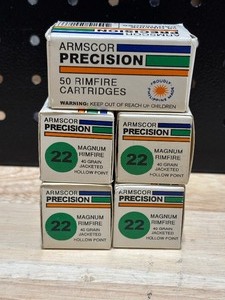 ARMSCOR
PRECISION
50 RIMFIRE
CARTRIDGES
WARNING: KEEP OUT OF REACH OF CHILDREN
PROUDLY
ARMSCOR
PRECISION
22
MAGNUM
RIMFIRE
40 GRAIN
JACKETED
HOLLOW POINT
ARMSCOR
PRECISION
22
MAGNUM
RIMFIRE
40 GRAIN
JACKETED
HOLLOW POINT
ARMSCOR
PRECISION
22
MAGNUM
RIMFIRE
40 GRAIN
JACKETED
HOLLOW POINT
ARMSCOR
PRECISION
22
MAGNUM
RIMFIRE
40 GRAIN
JACKETED
HOLLOW POINT